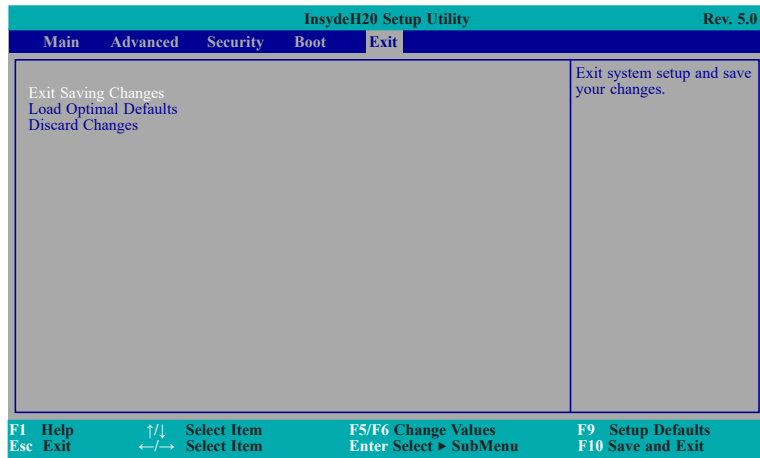 InsydeH20 Setup Utility Rev. 5.0
Main Advanced Security Boot Exit
Exit Saving Changes
Load Optimal Defaults
Discard Changes
Exit system setup and save
your changes.
F1 Help ↑/↓ Select Item F5/F6 Change Values F9 Setup Defaults
Esc Exit ←/→ Select Item Enter Select ▶ SubMenu F10 Save and Exit